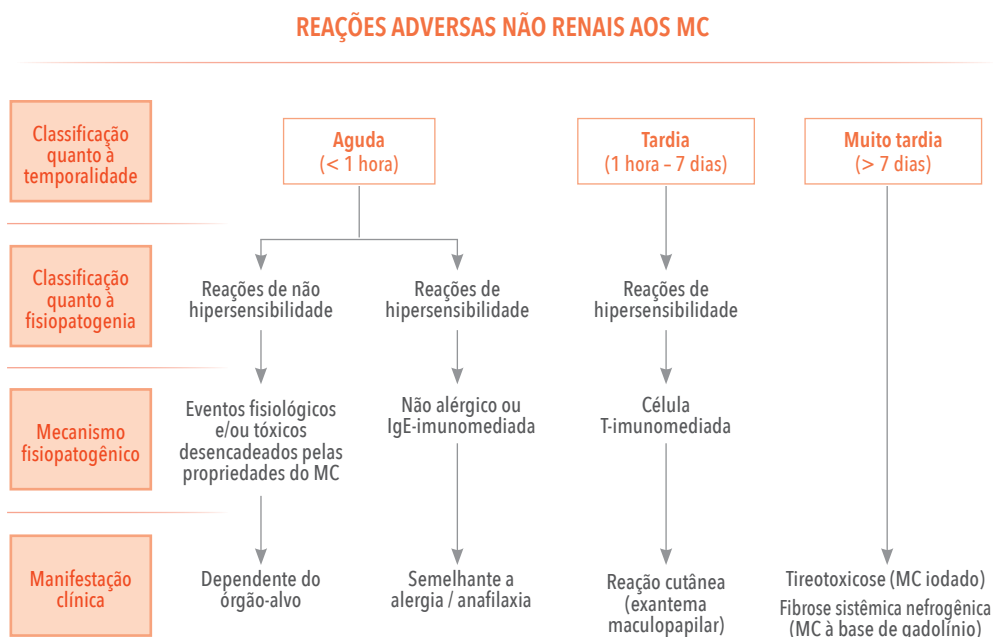 REAÇÕES ADVERSAS NÃO RENAIS AOS MC
Classificação
quanto à
temporalidade
Aguda
(< 1 hora)
Tardia
(1 hora – 7 dias)
Muito tardia
(> 7 dias)
Classificação
quanto à
fisiopatogenia
Reações de não
hipersensibilidade
Reações de
hipersensibilidade
Reações de
hipersensibilidade
Mecanismo
fisiopatogênico
Eventos fisiológicos
e/ou tóxicos
desencadeados pelas
propriedades do MC
Não alérgico ou
IgE-imunomediada
Célula
T-imunomediada
Manifestação
clínica
Dependente do
órgão-alvo
Semelhante a
alergia / anafilaxia
Reação cutânea
(exantema
maculopapilar)
Tireotoxicose (MC iodado)
Fibrose sistêmica nefrogênica
(MC à base de gadolínio)